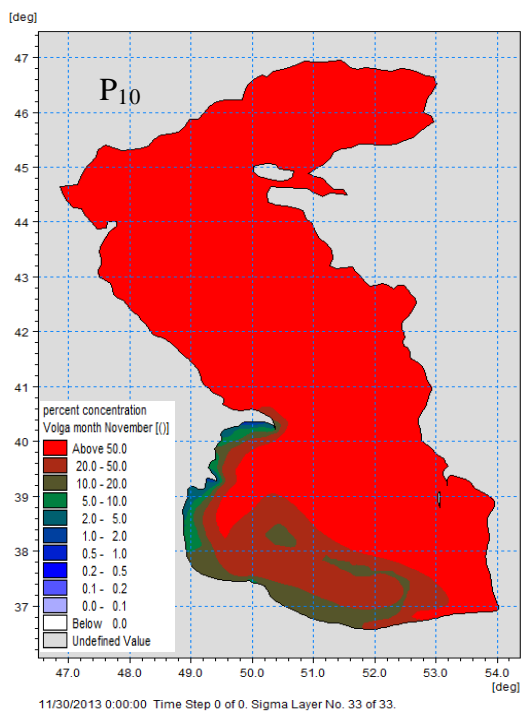 [deg]
47
P10
46
45
44
43
42
41
40
39
38
37
percent concentration
Volga month November [()]
Above 50.0
20.0 - 50.0
10.0 - 20.0
5.0 - 10.0
2.0 - 5.0
1.0 - 2.0
0.5 - 1.0
0.2 - 0.5
0.1 - 0.2
0.0 - 0.1
Below 0.0
Undefined Value
47.0 48.0 49.0 50.0 51.0 52.0 53.0 54.0
[deg]
11/30/2013 0:00:00 Time Step 0 of 0. Sigma Layer No. 33 of 33.